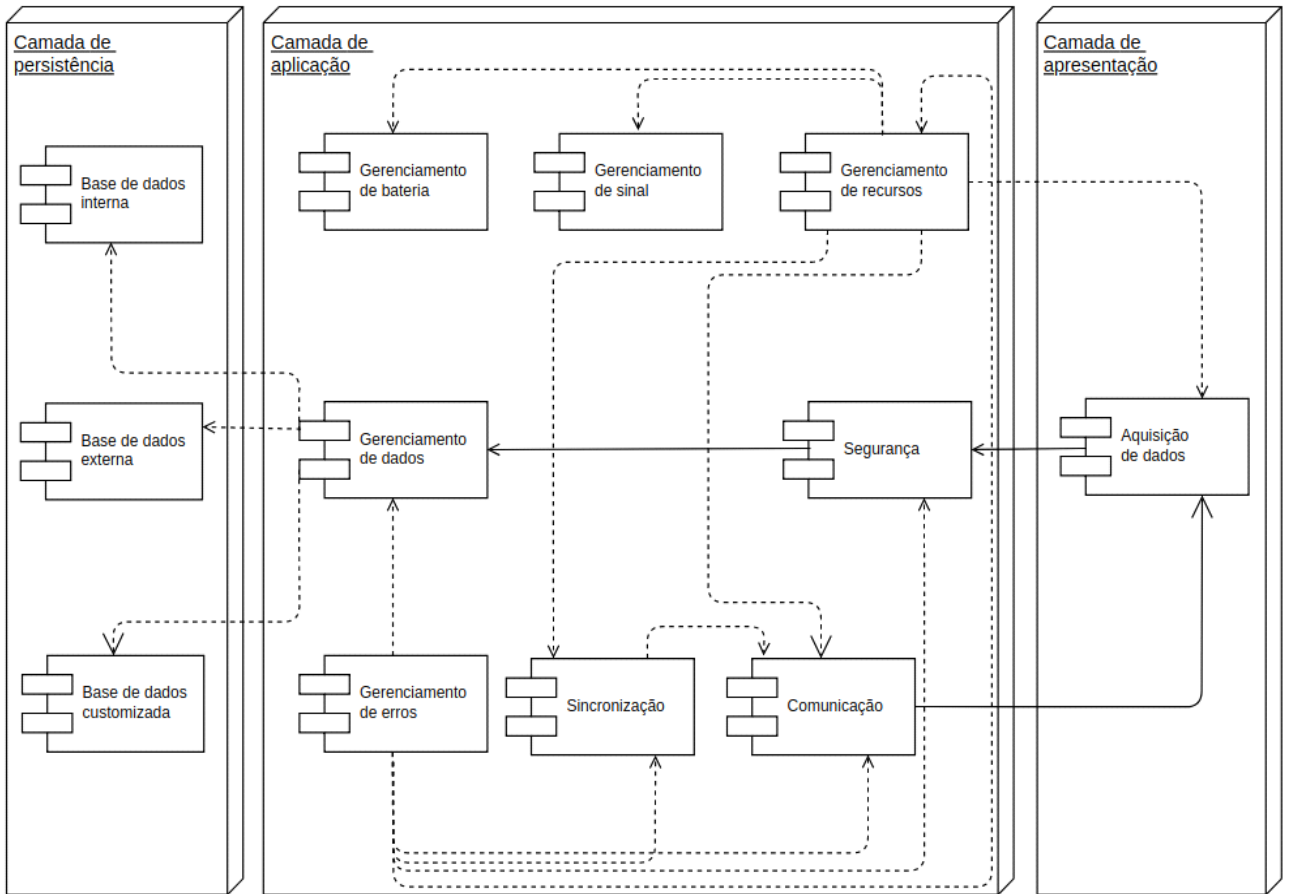 Camada de
persistência
Camada de
aplicação
Camada de
apresentação
Base de dados
interna
Gerenciamento
de bateria
Gerenciamento
de sinal
Gerenciamento
de recursos
Base de dados
externa
Gerenciamento
de dados
Segurança
Aquisição
de dados
Base de dados
customizada
Gerenciamento
de erros
Sincronização
Comunicação